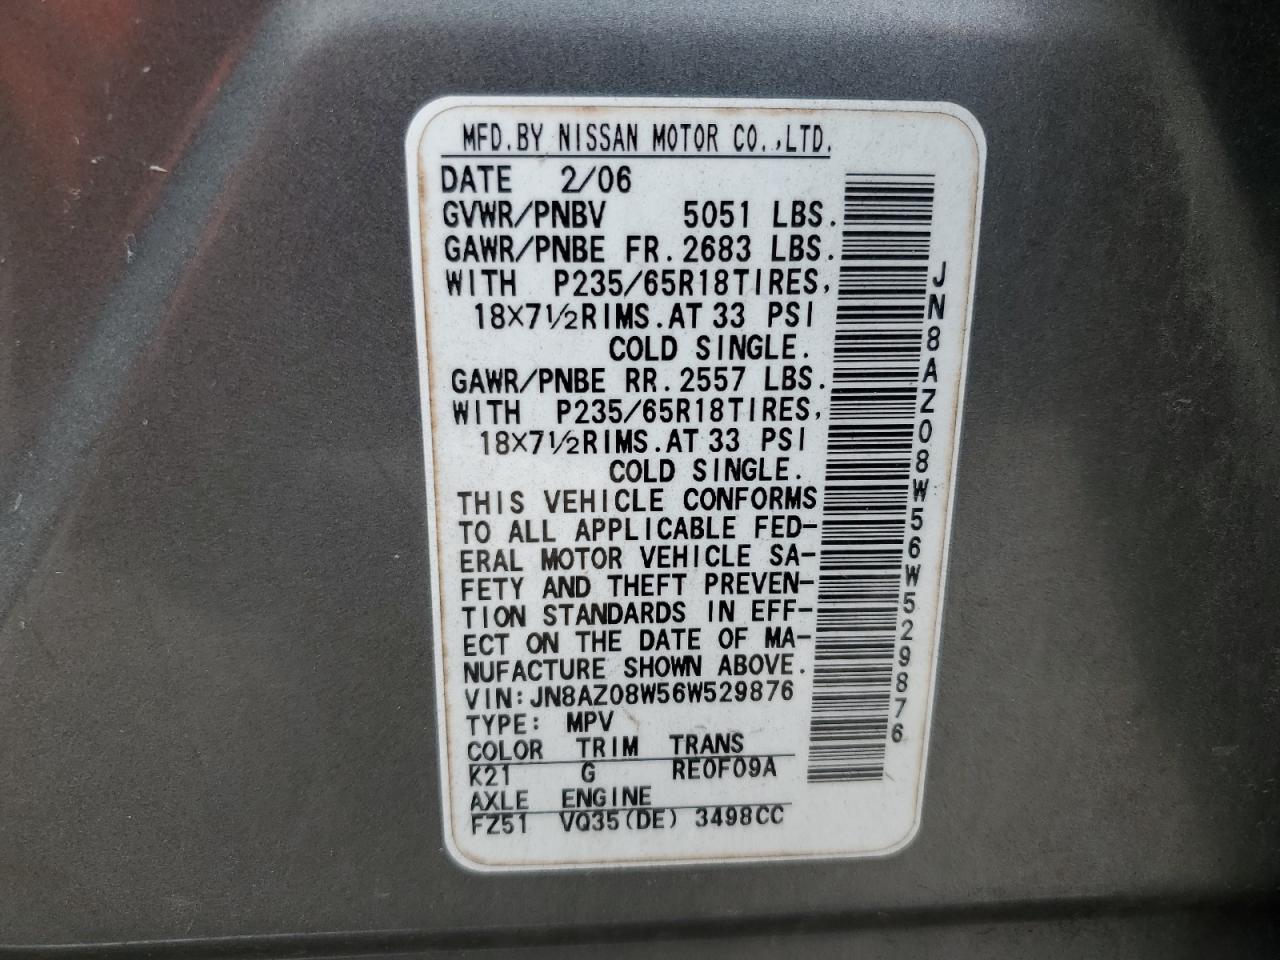 MFD.BY NISSAN MOTOR CO.,LTD.
DATE 2/06
GVWR/PNBV 5051 LBS.
GAWR/PNBE FR.2683 LBS.
WITH P235/65R18TIRES,
18×7½RIMS.AT 33 PSI
COLD SINGLE.
GAWR/PNBE RR.2557 LBS.
WITH P235/65R18TIRES,
18×7½RIMS.AT 33 PSI
COLD SINGLE.
THIS VEHICLE CONFORMS
TO ALL APPLICABLE FED-
ERAL MOTOR VEHICLE SA-
FETY AND THEFT PREVEN-
TION STANDARDS IN EFF-
ECT ON THE DATE OF MA-
NUFACTURE SHOWN ABOVE.
VIN:JN8AZ08W56W529876
TYPE: MPV
COLOR TRIM TRANS
K21 G RE0F09A
AXLE ENGINE
FZ51 VQ35(DE) 3498CC
JN8AZ08W56W529876